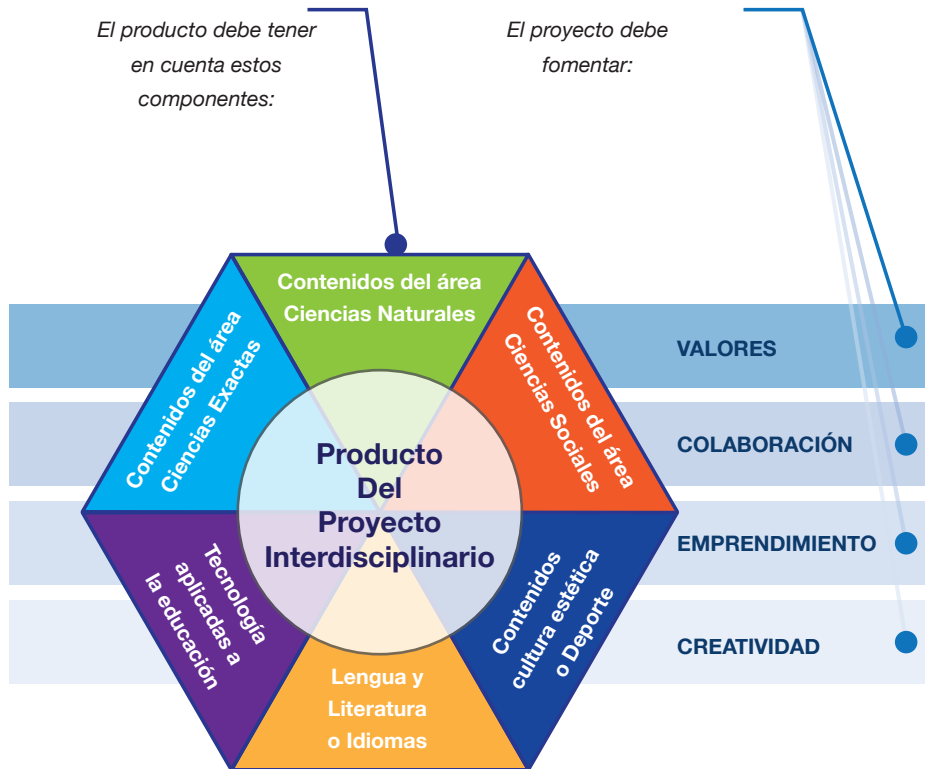 El producto debe tener
en cuenta estos
componentes:
El proyecto debe
fomentar:
Contenidos del área
Ciencias Naturales
Contenidos del área
Ciencias Exactas
Contenidos del área
Ciencias Sociales
Producto
Del
Proyecto
Interdisciplinario
Tecnología
aplicadas a
la educación
Lengua y
Literatura
o Idiomas
Contenidos
cultura estética
o Deporte
VALORES
COLABORACIÓN
EMPRENDIMIENTO
CREATIVIDAD